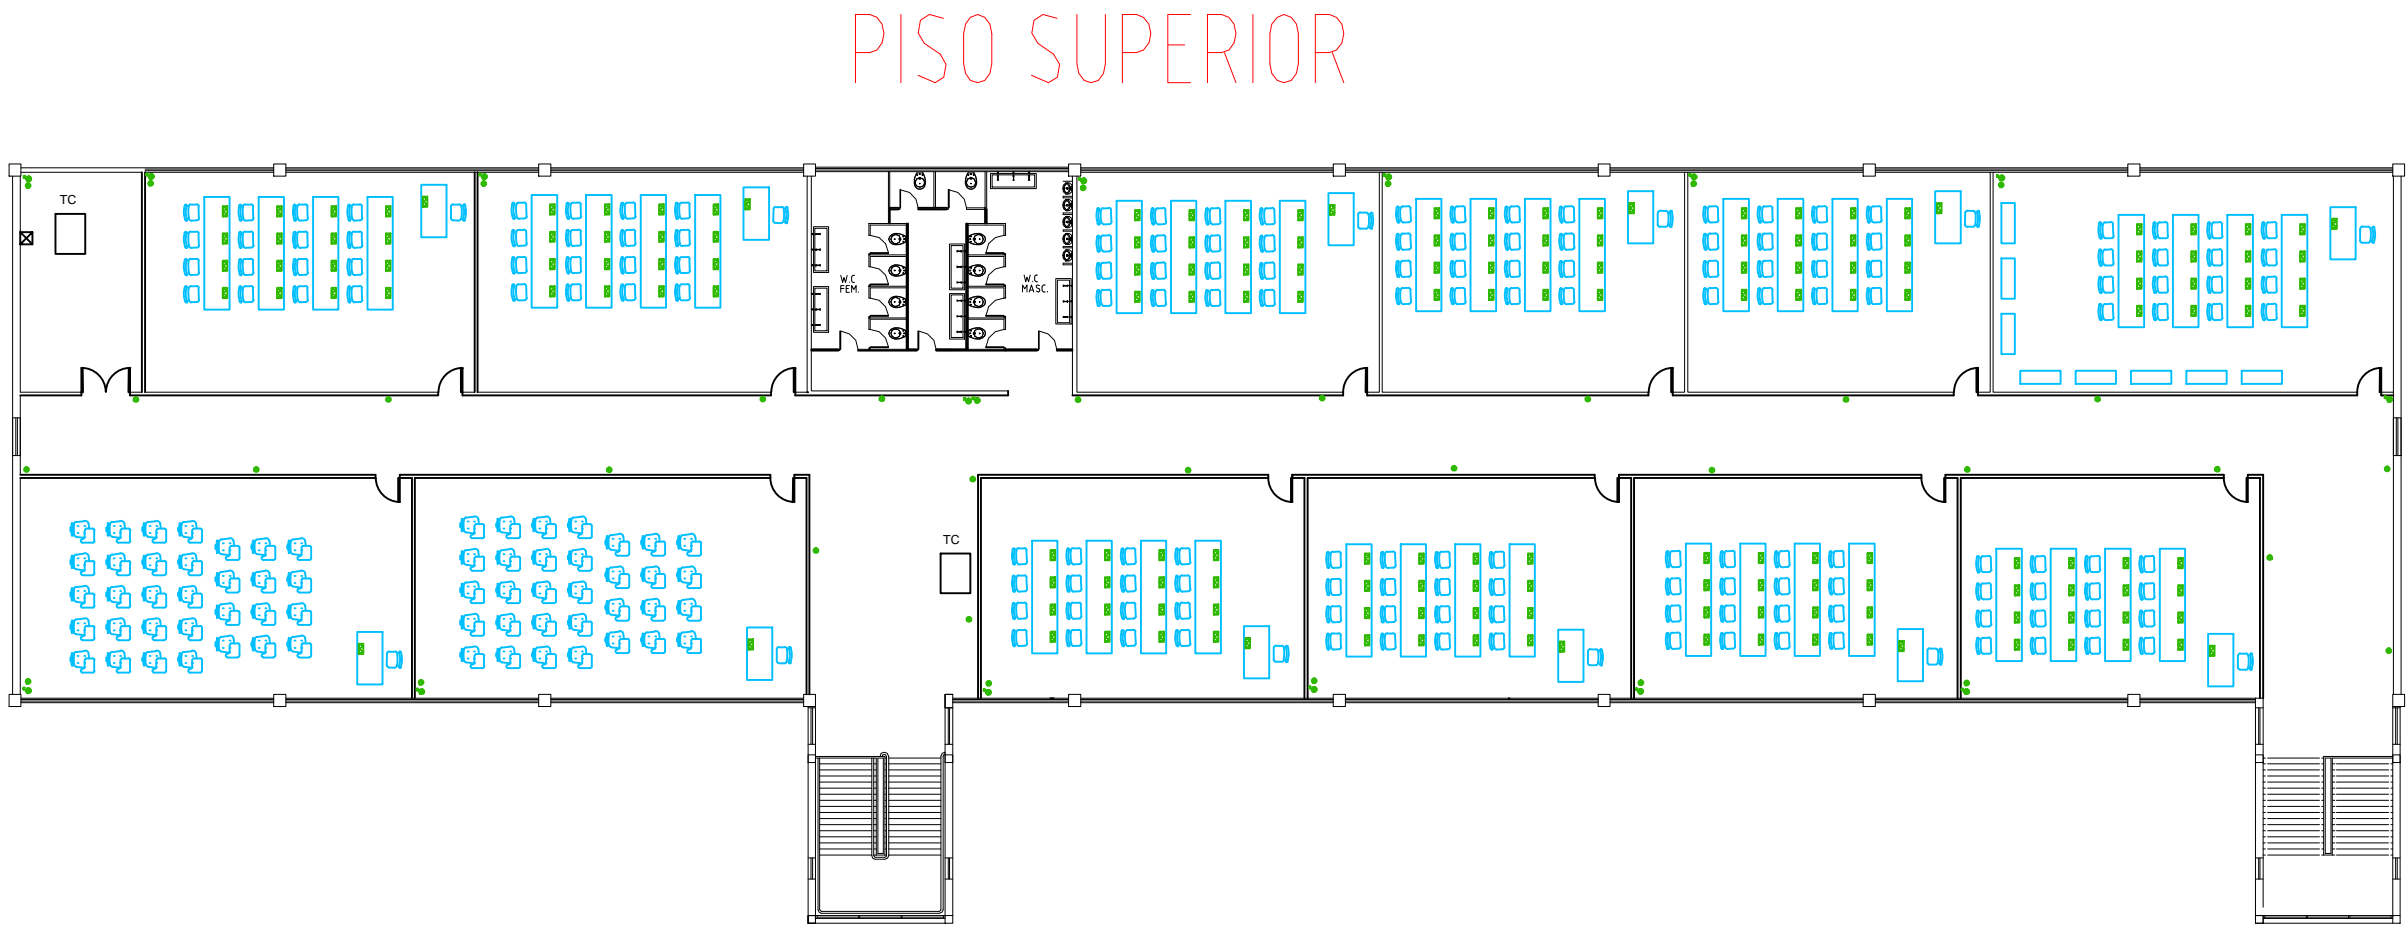 PISO SUPERIOR
TC
W.C
FEM.
W.C
MASC.
TC